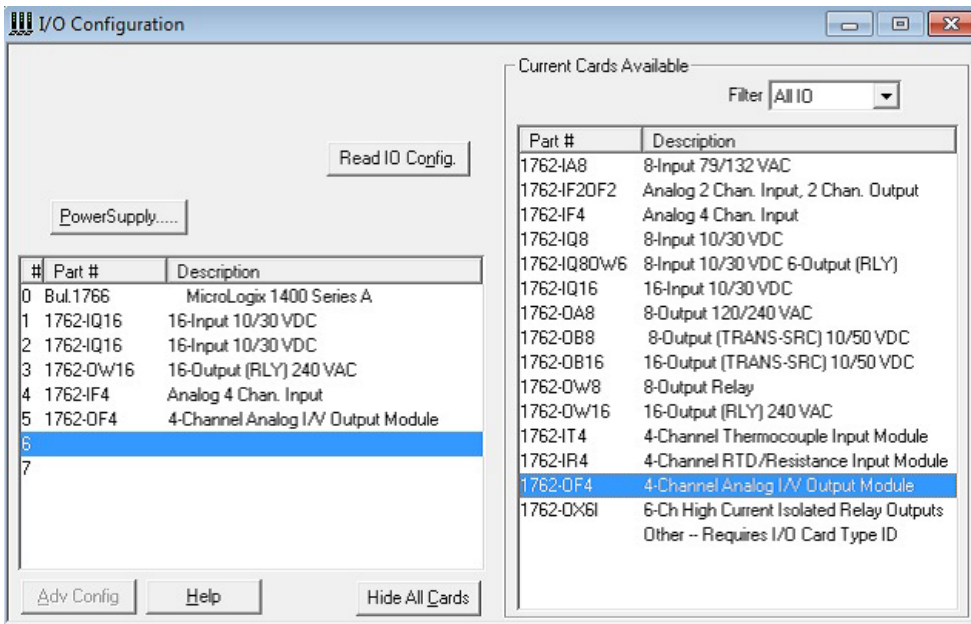 I/O Configuration
Current Cards Available
Filter All IO
Read IO Config.
PowerSupply.....
# Part # Description
0 Bul.1766 MicroLogix 1400 Series A
1 1762-IQ16 16-Input 10/30 VDC
2 1762-IQ16 16-Input 10/30 VDC
3 1762-OW16 16-Output (RLY) 240 VAC
4 1762-IF4 Analog 4 Chan. Input
5 1762-OF4 4-Channel Analog I/V Output Module
6
7
Adv Config Help Hide All Cards
Part # Description
1762-IA8 8-Input 79/132 VAC
1762-IF2OF2 Analog 2 Chan. Input, 2 Chan. Output
1762-IF4 Analog 4 Chan. Input
1762-IQ8 8-Input 10/30 VDC
1762-IQ8OW6 8-Input 10/30 VDC 6-Output (RLY)
1762-IQ16 16-Input 10/30 VDC
1762-OA8 8-Output 120/240 VAC
1762-OB8 8-Output (TRANS-SRC) 10/50 VDC
1762-OB16 16-Output (TRANS-SRC) 10/50 VDC
1762-OW8 8-Output Relay
1762-OW16 16-Output (RLY) 240 VAC
1762-IT4 4-Channel Thermocouple Input Module
1762-IR4 4-Channel RTD/Resistance Input Module
1762-OF4 4-Channel Analog I/V Output Module
1762-OX6I 6-Ch High Current Isolated Relay Outputs
Other -- Requires I/O Card Type ID